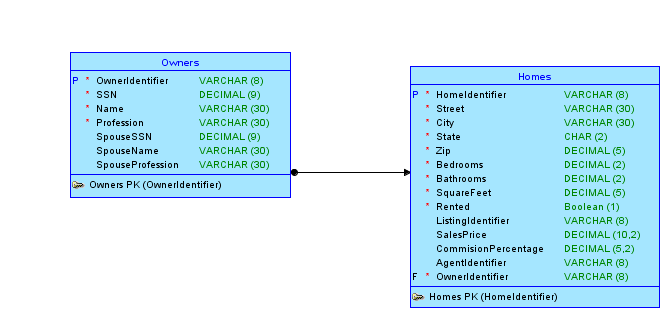 Owners
P * OwnerIdentifier VARCHAR (8)
* SSN DECIMAL (9)
* Name VARCHAR (30)
* Profession VARCHAR (30)
SpouseSSN DECIMAL (9)
SpouseName VARCHAR (30)
SpouseProfession VARCHAR (30)
Owners PK (OwnerIdentifier)
Homes
P * HomeIdentifier VARCHAR (8)
* Street VARCHAR (30)
* City VARCHAR (30)
* State CHAR (2)
* Zip DECIMAL (5)
* Bedrooms DECIMAL (2)
* Bathrooms DECIMAL (2)
* SquareFeet DECIMAL (5)
* Rented Boolean (1)
ListingIdentifier VARCHAR (8)
SalesPrice DECIMAL (10,2)
CommisionPercentage DECIMAL (5,2)
AgentIdentifier VARCHAR (8)
F * OwnerIdentifier VARCHAR (8)
Homes PK (HomeIdentifier)